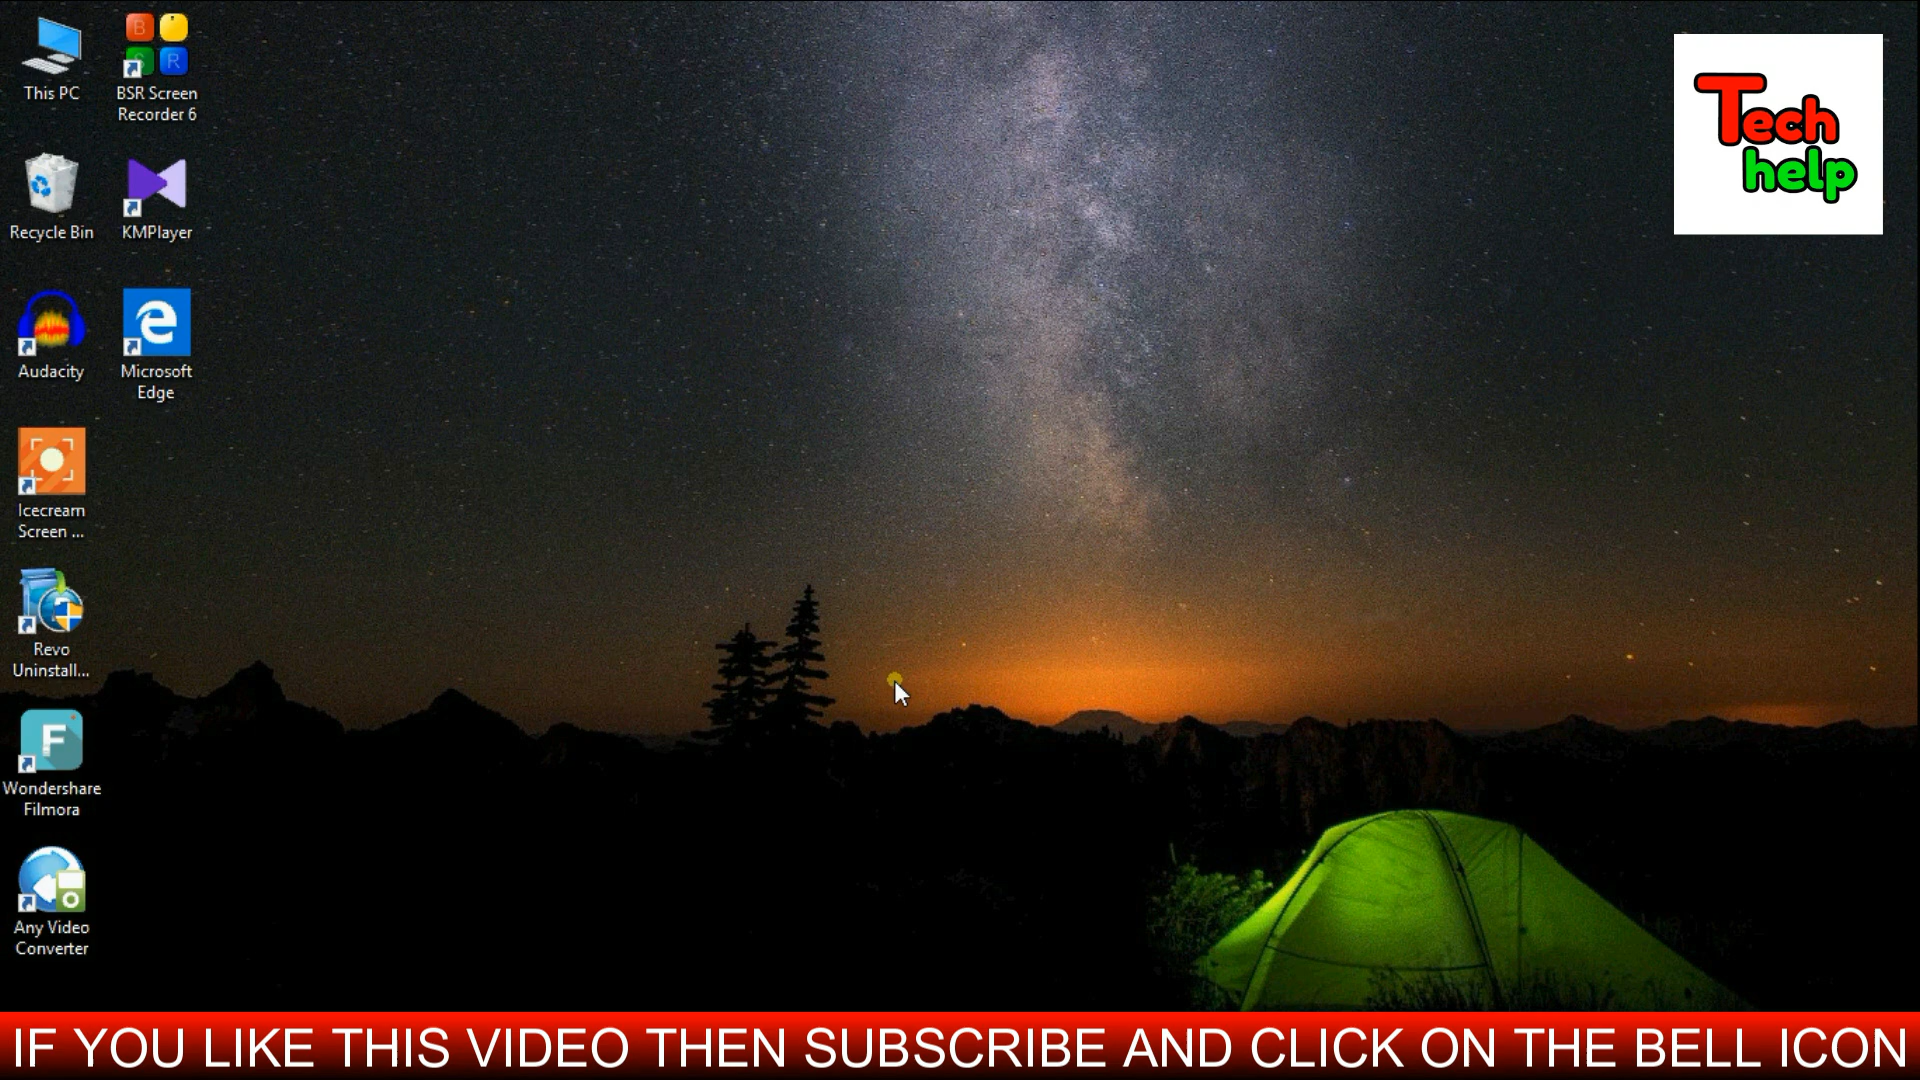 This PC
BSR Screen
Recorder 6
Recycle Bin
KMPlayer
Audacity
Microsoft
Edge
Icecream
Screen ...
Revo
Uninstall...
Wondershare
Filmora
Any Video
Converter
Tech
help
IF YOU LIKE THIS VIDEO THEN SUBSCRIBE AND CLICK ON THE BELL ICON